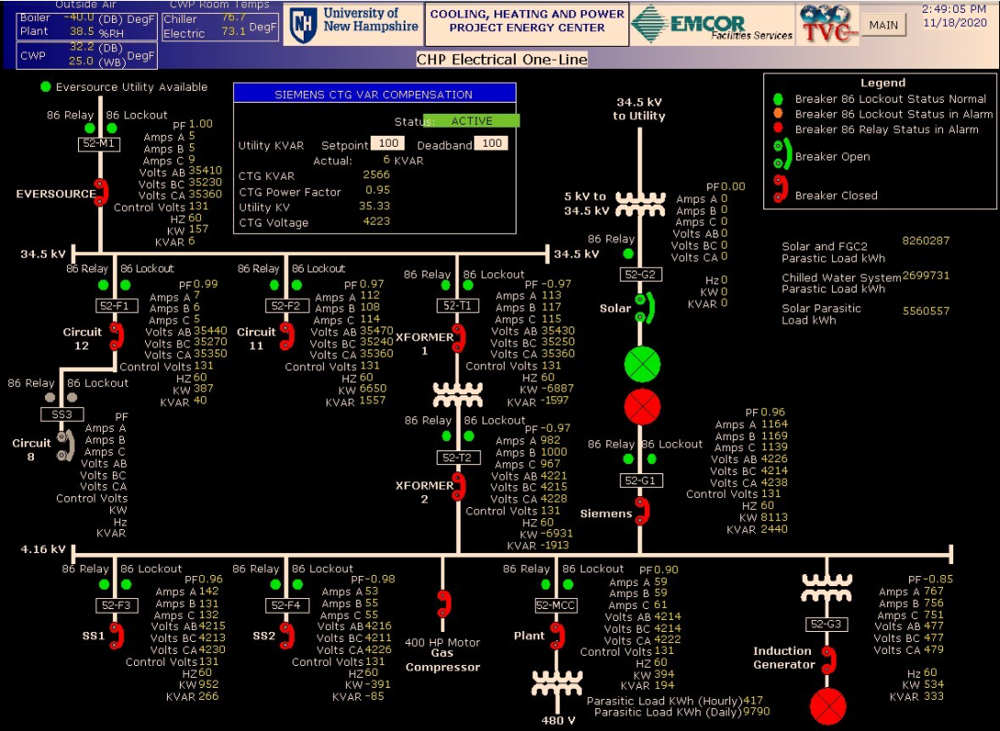 Outside Air
Boiler -40.0 (DB) DegF
Plant 38.5 %RH
CWP 32.2 (DB) DegF
25.0 (WB)
CWP Room Temps
Chiller 76.7 DegF
Electric 73.1
NH
University of
New Hampshire
COOLING, HEATING AND POWER
PROJECT ENERGY CENTER
EMCOR
Facilities Services
TVC
MAIN
2:49:05 PM
11/18/2020
CHP Electrical One-Line
Eversource Utility Available
86 Relay 86 Lockout
52-M1
EVERSOURCE
PF 1.00
Amps A 5
Amps B 5
Amps C 9
Volts AB 35410
Volts BC 35230
Volts CA 35360
Control Volts 131
HZ 60
KW 157
KVAR 6
SIEMENS CTG VAR COMPENSATION
Status: ACTIVE
Utility KVAR Setpoint 100 Deadband 100
Actual: 6 KVAR
CTG KVAR 2566
CTG Power Factor 0.95
Utility KV 35.33
CTG Voltage 4223
34.5 kV
to Utility
5 kV to
34.5 kV
86 Relay
52-G2
Solar
PF 0.00
Amps A 0
Amps B 0
Amps C 0
Volts AB 0
Volts BC 0
Volts CA 0
Hz 0
KW 0
KVAR 0
Legend
Breaker 86 Lockout Status Normal
Breaker 86 Lockout Status in Alarm
Breaker 86 Relay Status in Alarm
Breaker Open
Breaker Closed
Solar and FGC2 8260287
Parasitic Load kWh
Chilled Water System 2699731
Parasitic Load kWh
Solar Parasitic 5560557
Load kWh
34.5 kV
34.5 kV
86 Relay 86 Lockout
52-F1
Circuit
12
PF 0.99
Amps A 7
Amps B 6
Amps C 5
Volts AB 35440
Volts BC 35270
Volts CA 35350
Control Volts 131
HZ 60
KW 387
KVAR 40
86 Relay 86 Lockout
52-F2
Circuit
11
PF 0.97
Amps A 112
Amps B 108
Amps C 114
Volts AB 35470
Volts BC 35240
Volts CA 35360
Control Volts 131
HZ 60
KW 6650
KVAR 1557
86 Relay 86 Lockout
52-T1
XFORMER
1
PF -0.97
Amps A 113
Amps B 117
Amps C 115
Volts AB 35430
Volts BC 35250
Volts CA 35360
Control Volts 131
HZ 60
KW -6887
KVAR -1597
86 Relay 86 Lockout
SS3
Circuit
8
PF
Amps A
Amps B
Amps C
Volts AB
Volts BC
Volts CA
Control Volts
KW
Hz
KVAR
86 Relay 86 Lockout
52-T2
XFORMER
2
PF -0.97
Amps A 982
Amps B 1000
Amps C 967
Volts AB 4221
Volts BC 4215
Volts CA 4228
Control Volts 131
HZ 60
KW -6931
KVAR -1913
86 Relay 86 Lockout
52-G1
Siemens
PF 0.96
Amps A 1164
Amps B 1169
Amps C 1139
Volts AB 4226
Volts BC 4214
Volts CA 4238
Control Volts 131
HZ 60
KW 8113
KVAR 2440
4.16 kV
86 Relay 86 Lockout
52-F3
SS1
PF 0.96
Amps A 142
Amps B 131
Amps C 132
Volts AB 4215
Volts BC 4213
Volts CA 4230
Control Volts 131
HZ 60
KW 952
KVAR 266
86 Relay 86 Lockout
52-F4
SS2
PF -0.98
Amps A 53
Amps B 55
Amps C 55
Volts AB 4216
Volts BC 4211
Volts CA 4226
Control Volts 131
HZ 60
KW -391
KVAR -85
400 HP Motor
Gas
Compressor
86 Relay 86 Lockout
52-MCC
Plant
PF 0.90
Amps A 59
Amps B 59
Amps C 61
Volts AB 4214
Volts BC 4214
Volts CA 4222
Control Volts 131
HZ 60
KW 394
KVAR 194
Parasitic Load KWh (Hourly) 417
Parasitic Load KWh (Daily) 9790
480 V
52-G3
Induction
Generator
PF -0.85
Amps A 767
Amps B 756
Amps C 751
Volts AB 477
Volts BC 477
Volts CA 479
Hz 60
KW 534
KVAR 333